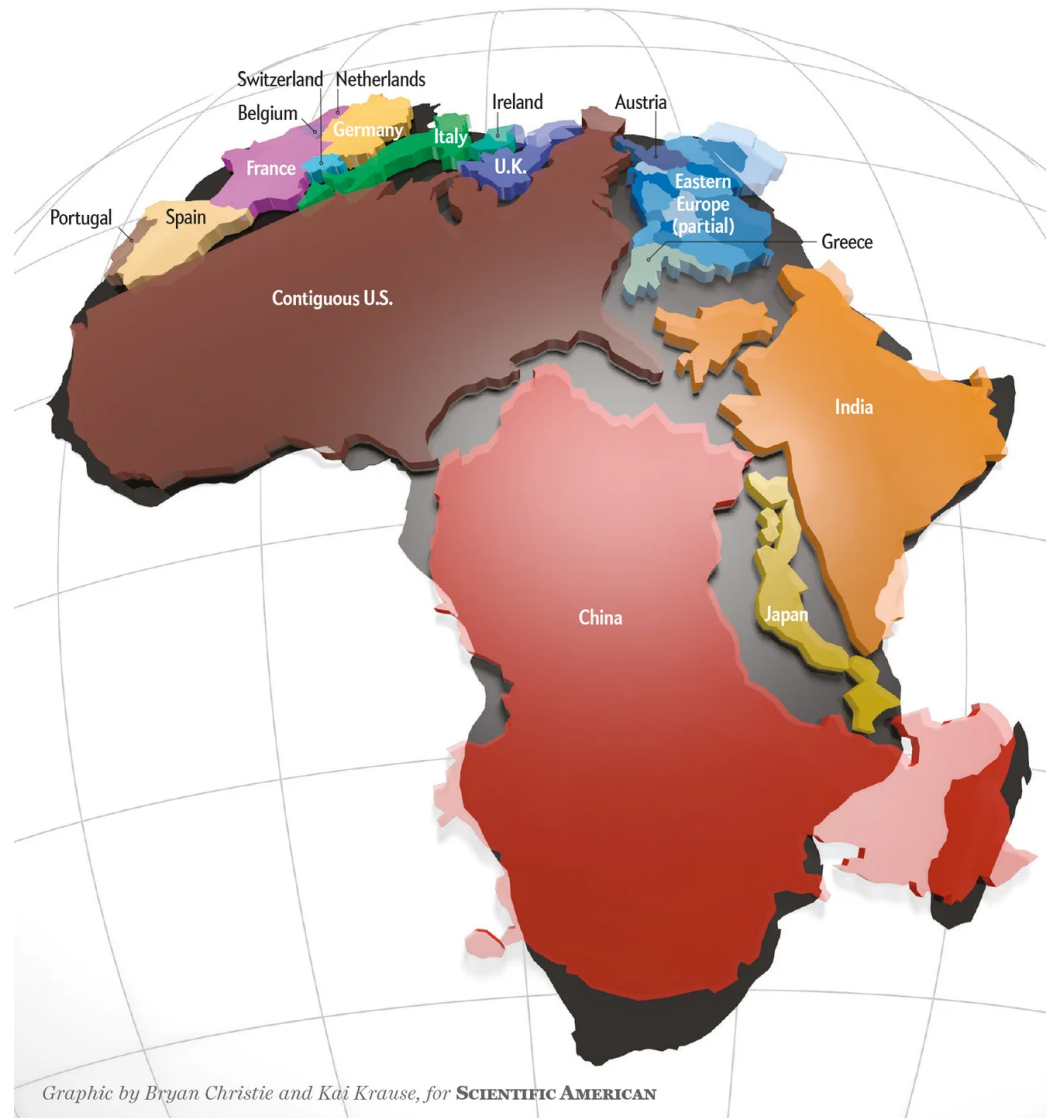 Switzerland
Netherlands
Belgium
Ireland
Austria
Germany
Italy
France
U.K.
Eastern
Europe
(partial)
Portugal
Spain
Greece
Contiguous U.S.
India
China
Japan
Graphic by Bryan Christie and Kai Krause, for SCIENTIFIC AMERICAN